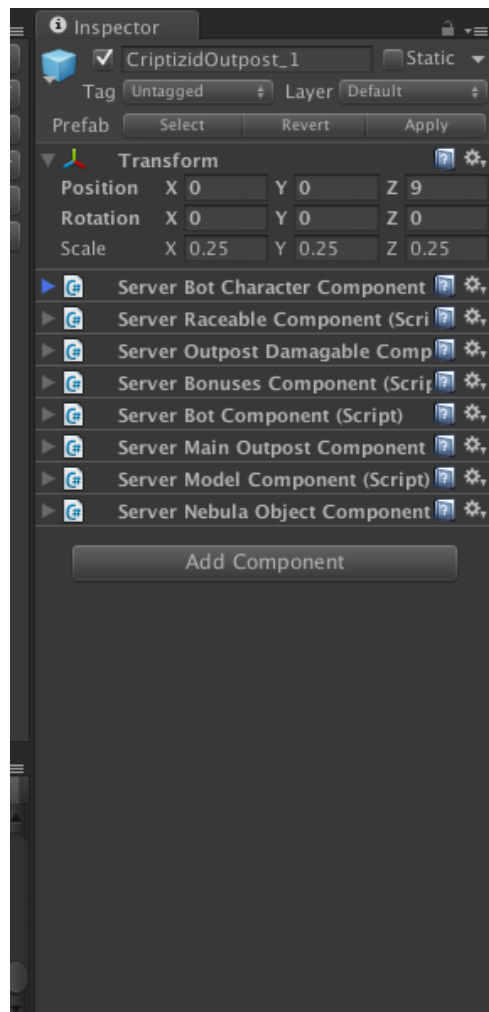 Inspector
CriptizidOutpost_1 Static
Tag Untagged Layer Default
Prefab Select Revert Apply
Transform
Position X 0 Y 0 Z 9
Rotation X 0 Y 0 Z 0
Scale X 0.25 Y 0.25 Z 0.25
Server Bot Character Component
Server Raceable Component (Scri
Server Outpost Damagable Comp
Server Bonuses Component (Scrip
Server Bot Component (Script)
Server Main Outpost Component
Server Model Component (Script)
Server Nebula Object Component
Add Component